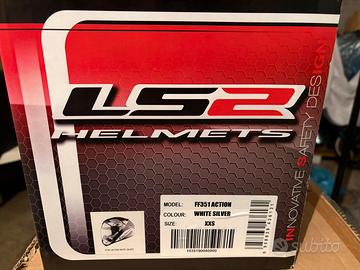 LS2
HELMETS
INNOVATIVE SAFETY DESIGN
MODEL: FF351 ACTION
COLOUR: WHITE SILVER
SIZE: XXS
subito